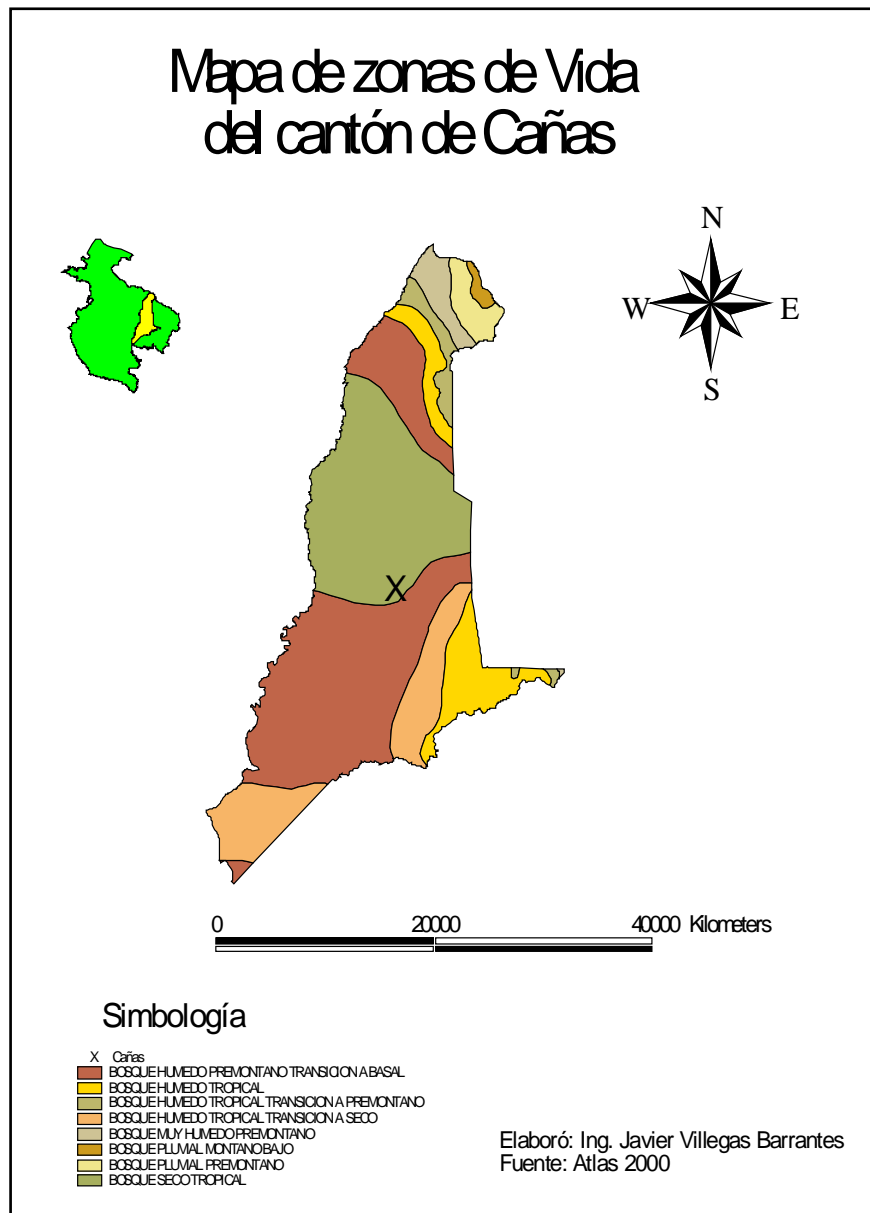 Mapa de zonas de Vida
del cantón de Cañas
N
W
E
S
0 20000 40000 Kilometers
Simbología
X Cañas
BOSQUE HUMEDO PREMONTANO TRANSICION A BASAL
BOSQUE HUMEDO TROPICAL
BOSQUE HUMEDO TROPICAL TRANSICION A PREMONTANO
BOSQUE HUMEDO TROPICAL TRANSICION A SECO
BOSQUE MUY HUMEDO PREMONTANO
BOSQUE PLUVIAL MONTANO BAJO
BOSQUE PLUVIAL PREMONTANO
BOSQUE SECO TROPICAL
X
Elaboró: Ing. Javier Villegas Barrantes
Fuente: Atlas 2000